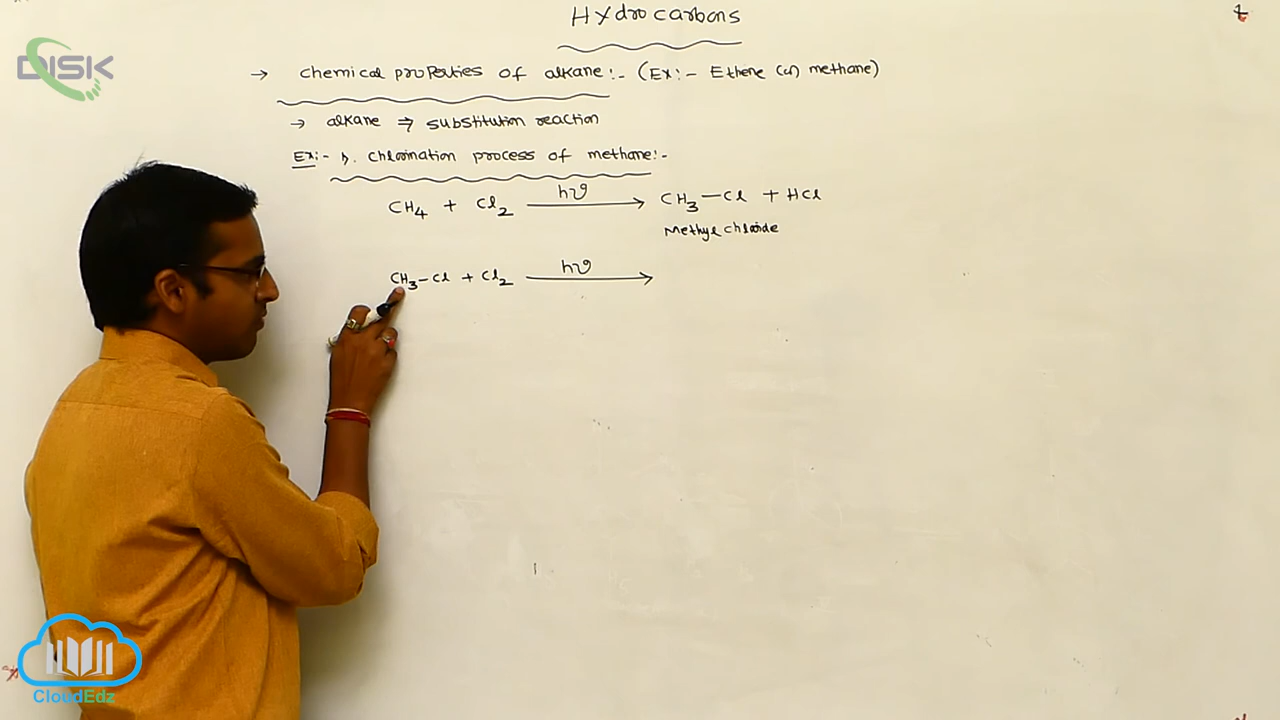 Hydrocarbons
DISK
→ chemical properties of alkane:- (Ex:- Ethene (or) methane)
→ alkane ⇒ substitution reaction
Ex:- 1). chlorination process of methane:-
CH₄ + Cl₂ —hν→ CH₃—Cl + HCl
Methyl chloride
CH₃—Cl + Cl₂ —hν→
CloudEdz